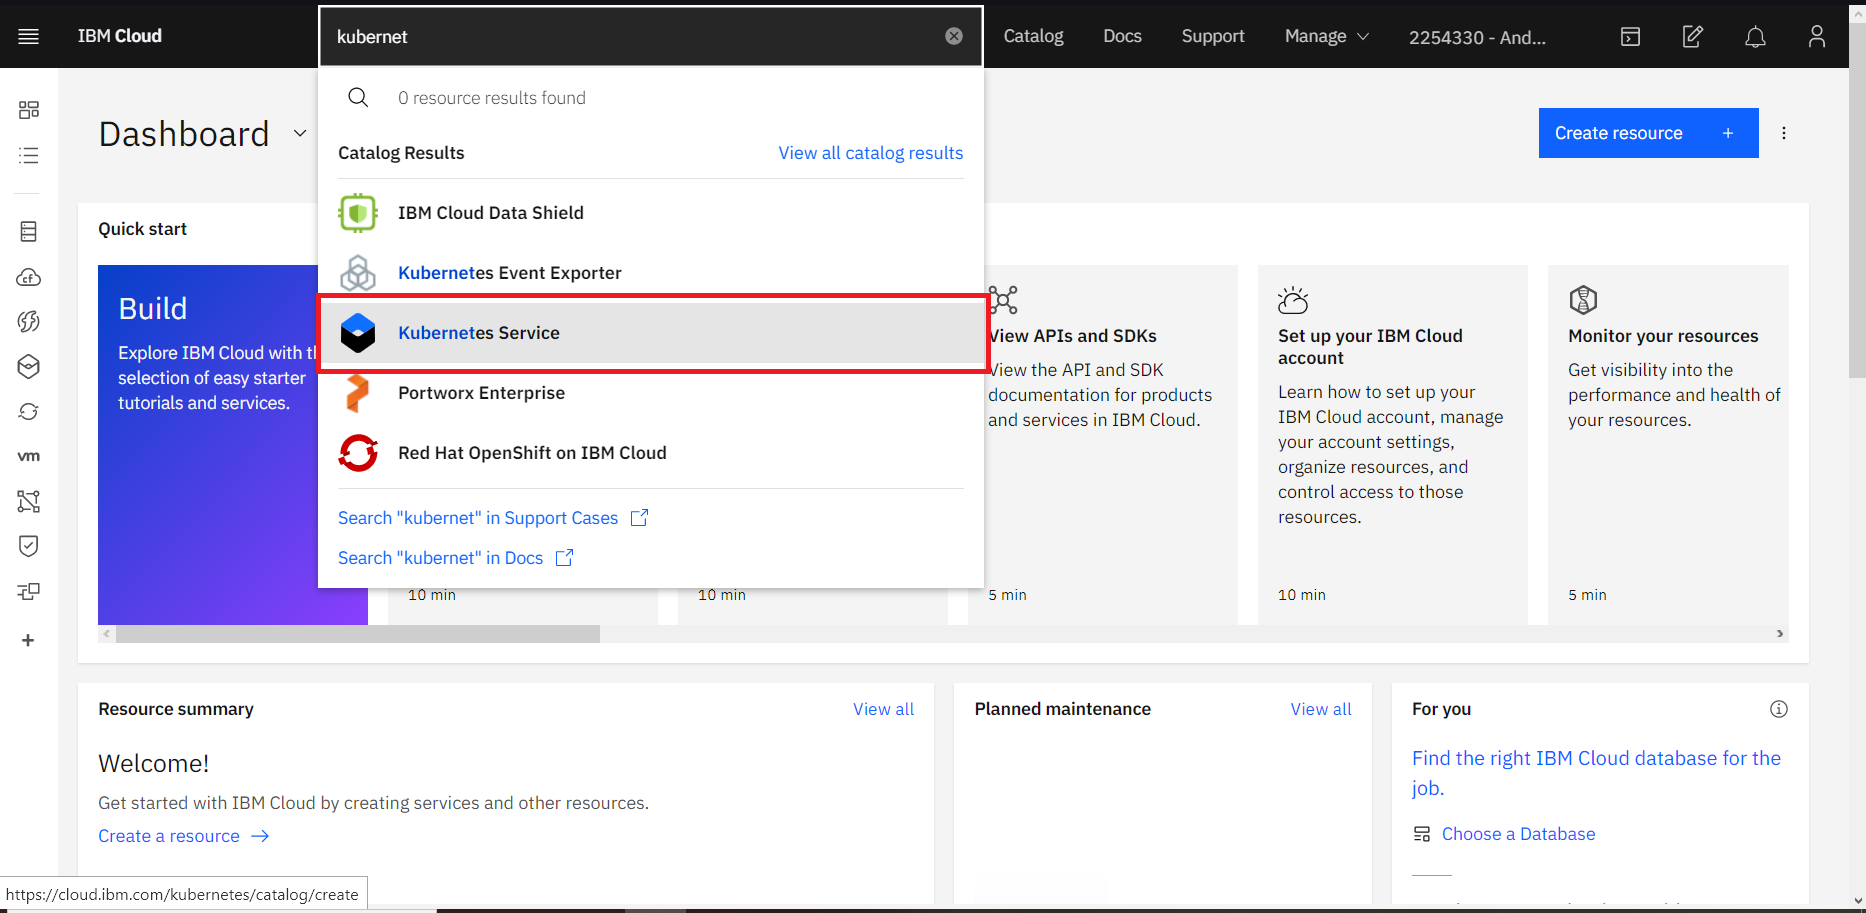 IBM Cloud
kubernet
Catalog
Docs
Support
Manage
2254330 - And...
0 resource results found
Dashboard
Create resource +
Catalog Results
View all catalog results
IBM Cloud Data Shield
Kubernetes Event Exporter
Kubernetes Service
Portworx Enterprise
Red Hat OpenShift on IBM Cloud
Search "kubernet" in Support Cases
Search "kubernet" in Docs
cf
vm
Quick start
Build
Explore IBM Cloud with
selection of easy starter
tutorials and services.
10 min
10 min
View APIs and SDKs
View the API and SDK
documentation for products
and services in IBM Cloud.
5 min
Set up your IBM Cloud
account
Learn how to set up your
IBM Cloud account, manage
your account settings,
organize resources, and
control access to those
resources.
10 min
Monitor your resources
Get visibility into the
performance and health of
your resources.
5 min
Resource summary
View all
Welcome!
Get started with IBM Cloud by creating services and other resources.
Create a resource
Planned maintenance
View all
For you
Find the right IBM Cloud database for the
job.
Choose a Database
https://cloud.ibm.com/kubernetes/catalog/create